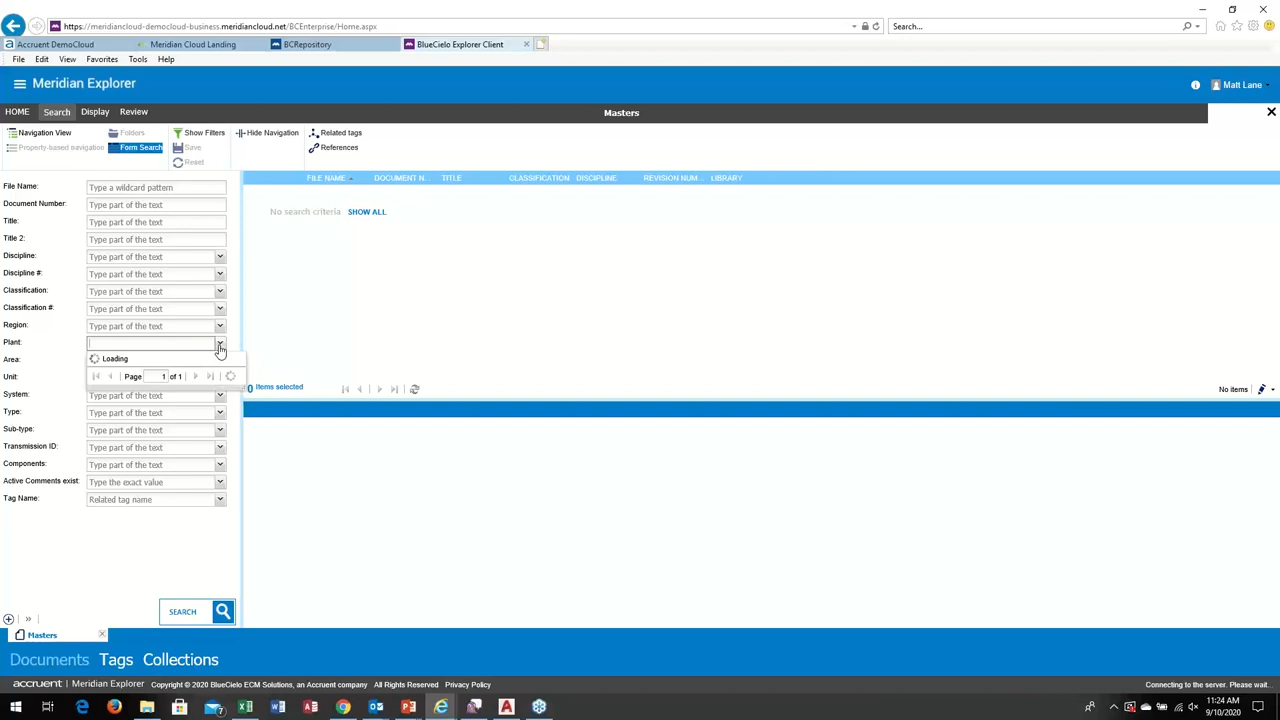 https://meridiancloud-democloud-business.meridiancloud.net/BCEnterprise/Home.aspx
Search...
Accruent DemoCloud
Meridian Cloud Landing
BCRepository
BlueCielo Explorer Client
File Edit View Favorites Tools Help
Meridian Explorer
Matt Lane
HOME Search Display Review
Masters
Navigation View
Folders
Show Filters
Hide Navigation
Related tags
Property-based navigation
Form Search
Save
References
Reset
FILE NAME
DOCUMENT N...
TITLE
CLASSIFICATION
DISCIPLINE
REVISION NUM...
LIBRARY
No search criteria SHOW ALL
File Name: Type a wildcard pattern
Document Number: Type part of the text
Title: Type part of the text
Title 2: Type part of the text
Discipline: Type part of the text
Discipline #: Type part of the text
Classification: Type part of the text
Classification #: Type part of the text
Region: Type part of the text
Plant:
Area:
Loading
Unit:
Page 1 of 1
System: Type part of the text
Type: Type part of the text
Sub-type: Type part of the text
Transmission ID: Type part of the text
Components: Type part of the text
Active Comments exist: Type the exact value
Tag Name: Related tag name
0 Items selected
No items
SEARCH
Masters
Documents Tags Collections
accruent | Meridian Explorer Copyright © 2020 BlueCielo ECM Solutions, an Accruent company All Rights Reserved Privacy Policy
Connecting to the server. Please wait...
11:24 AM
9/10/2020